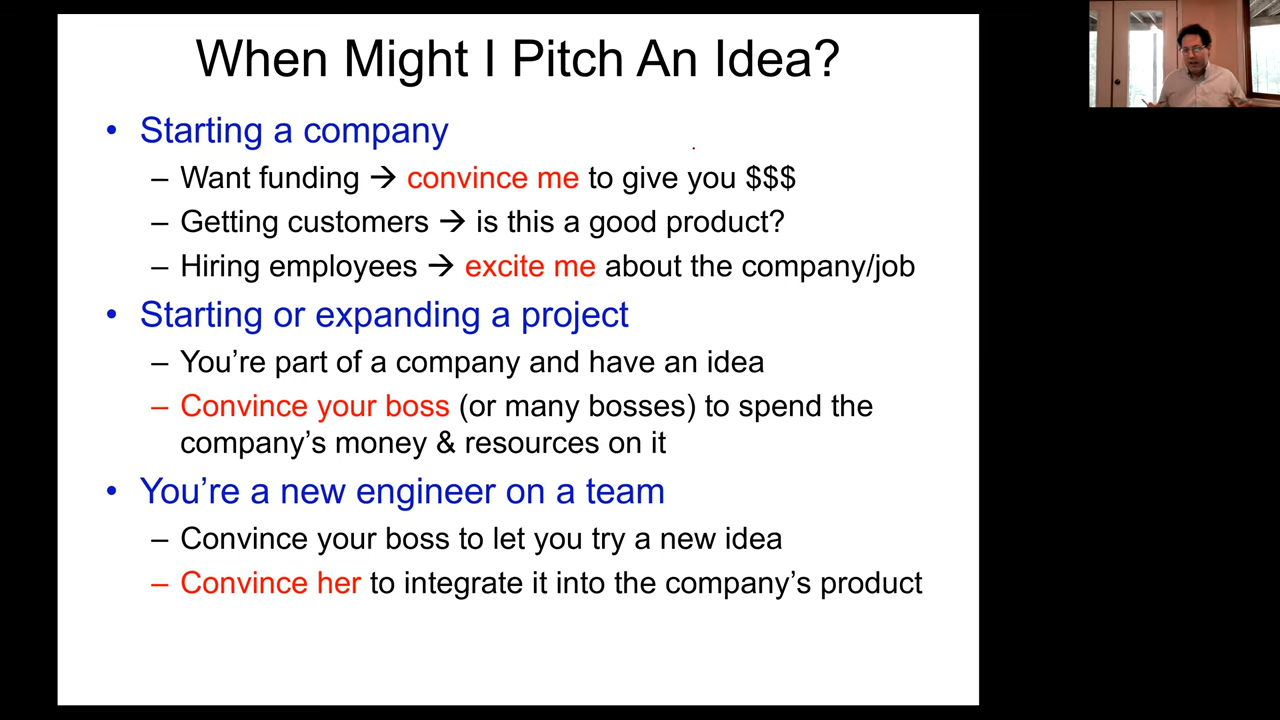 When Might I Pitch An Idea?
• Starting a company
– Want funding → convince me to give you $$$
– Getting customers → is this a good product?
– Hiring employees → excite me about the company/job
• Starting or expanding a project
– You’re part of a company and have an idea
– Convince your boss (or many bosses) to spend the
company’s money & resources on it
• You’re a new engineer on a team
– Convince your boss to let you try a new idea
– Convince her to integrate it into the company’s product